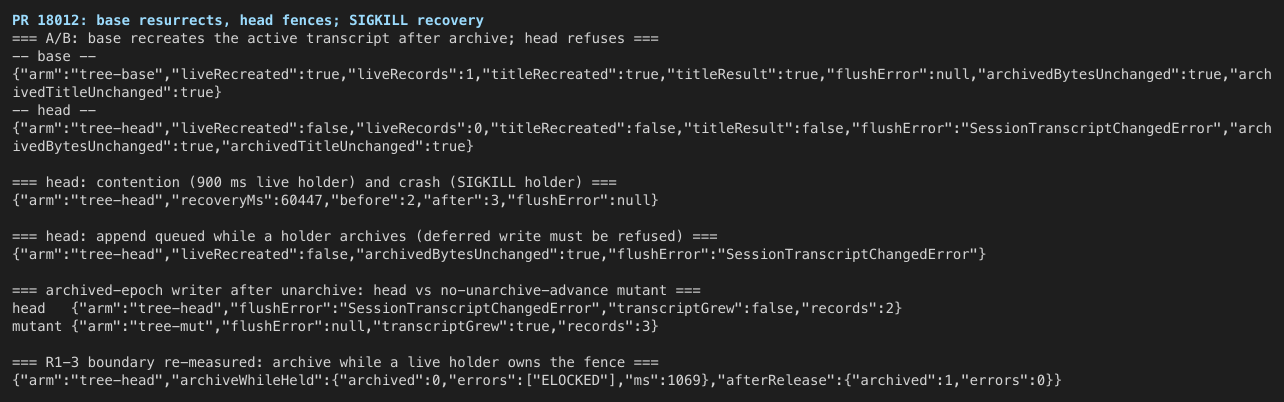 PR 18012: base resurrects, head fences; SIGKILL recovery
=== A/B: base recreates the active transcript after archive; head refuses ===
-- base --
{"arm":"tree-base","liveRecreated":true,"liveRecords":1,"titleRecreated":true,"titleResult":true,"flushError":null,"archivedBytesUnchanged":true,"arch
ivedTitleUnchanged":true}
-- head --
{"arm":"tree-head","liveRecreated":false,"liveRecords":0,"titleRecreated":false,"titleResult":false,"flushError":"SessionTranscriptChangedError","arch
ivedBytesUnchanged":true,"archivedTitleUnchanged":true}
=== head: contention (900 ms live holder) and crash (SIGKILL holder) ===
{"arm":"tree-head","recoveryMs":60447,"before":2,"after":3,"flushError":null}
=== head: append queued while a holder archives (deferred write must be refused) ===
{"arm":"tree-head","liveRecreated":false,"archivedBytesUnchanged":true,"flushError":"SessionTranscriptChangedError"}
=== archived-epoch writer after unarchive: head vs no-unarchive-advance mutant ===
head   {"arm":"tree-head","flushError":"SessionTranscriptChangedError","transcriptGrew":false,"records":2}
mutant {"arm":"tree-mut","flushError":null,"transcriptGrew":true,"records":3}
=== R1-3 boundary re-measured: archive while a live holder owns the fence ===
{"arm":"tree-head","archiveWhileHeld":{"archived":0,"errors":["ELOCKED"],"ms":1069},"afterRelease":{"archived":1,"errors":0}}